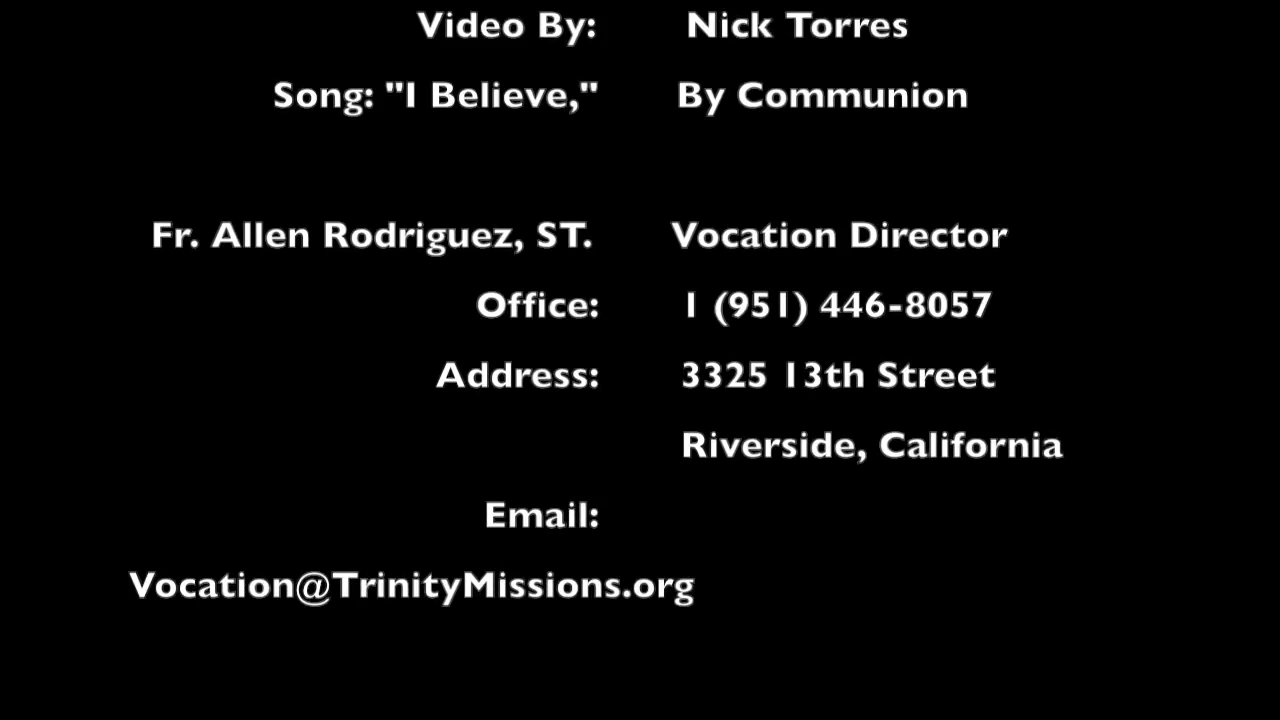 Video By: Nick Torres
Song: "I Believe," By Communion
Fr. Allen Rodriguez, ST. Vocation Director
Office: 1 (951) 446-8057
Address: 3325 13th Street
Riverside, California
Email:
Vocation@TrinityMissions.org